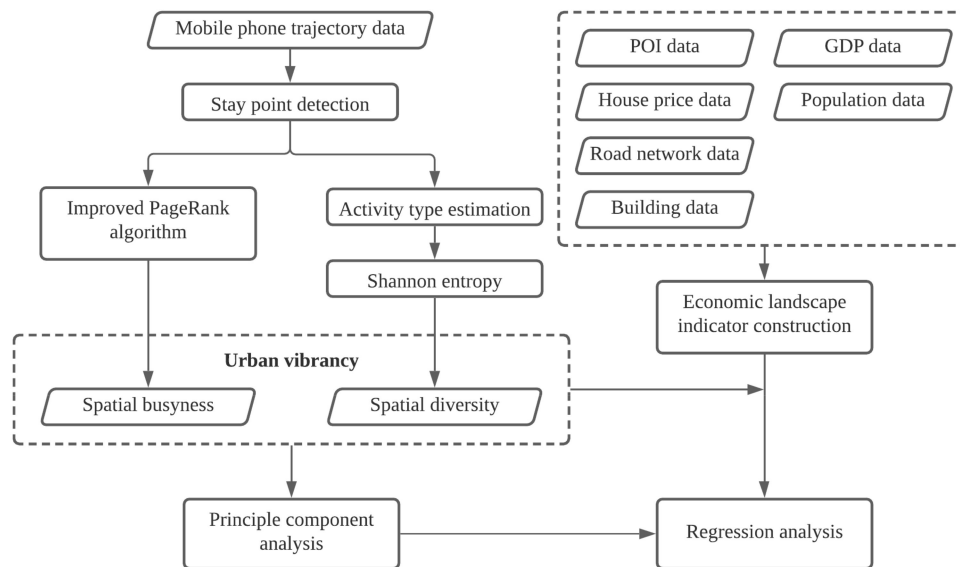 Mobile phone trajectory data
Stay point detection
Improved PageRank
algorithm
Activity type estimation
Shannon entropy
Urban vibrancy
Spatial busyness
Spatial diversity
Principle component
analysis
POI data
GDP data
House price data
Population data
Road network data
Building data
Economic landscape
indicator construction
Regression analysis